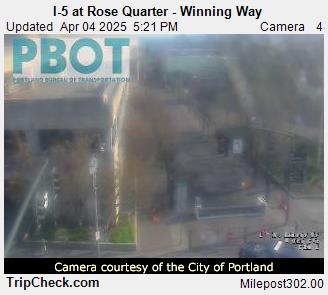 I-5 at Rose Quarter - Winning Way
Updated Apr 04 2025 5:21 PM Camera 4
PBOT
PORTLAND BUREAU OF TRANSPORTATION
Camera courtesy of the City of Portland
TripCheck.com Milepost302.00